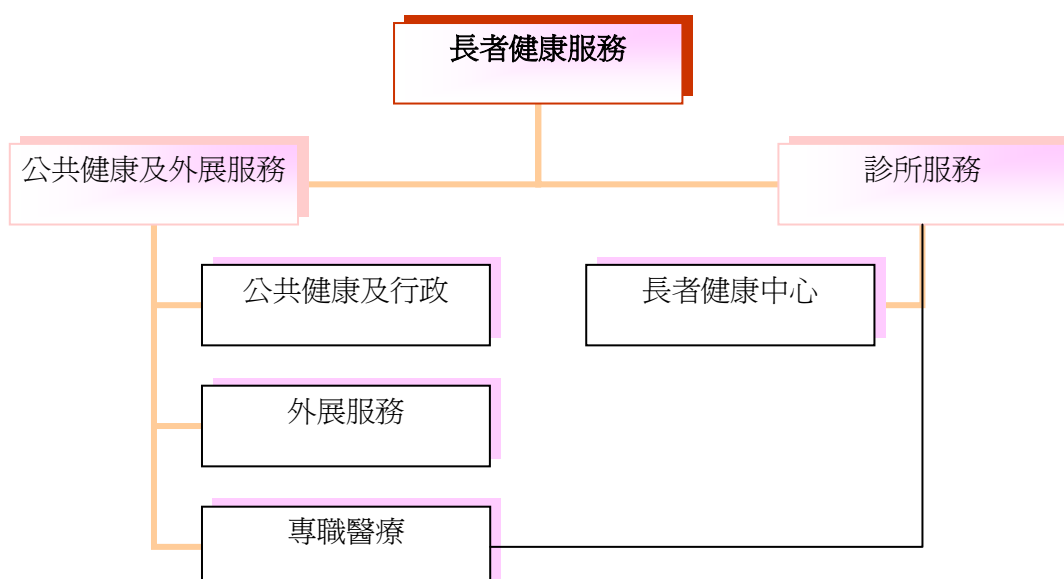 長者健康服務
公共健康及外展服務
診所服務
公共健康及行政
長者健康中心
外展服務
專職醫療